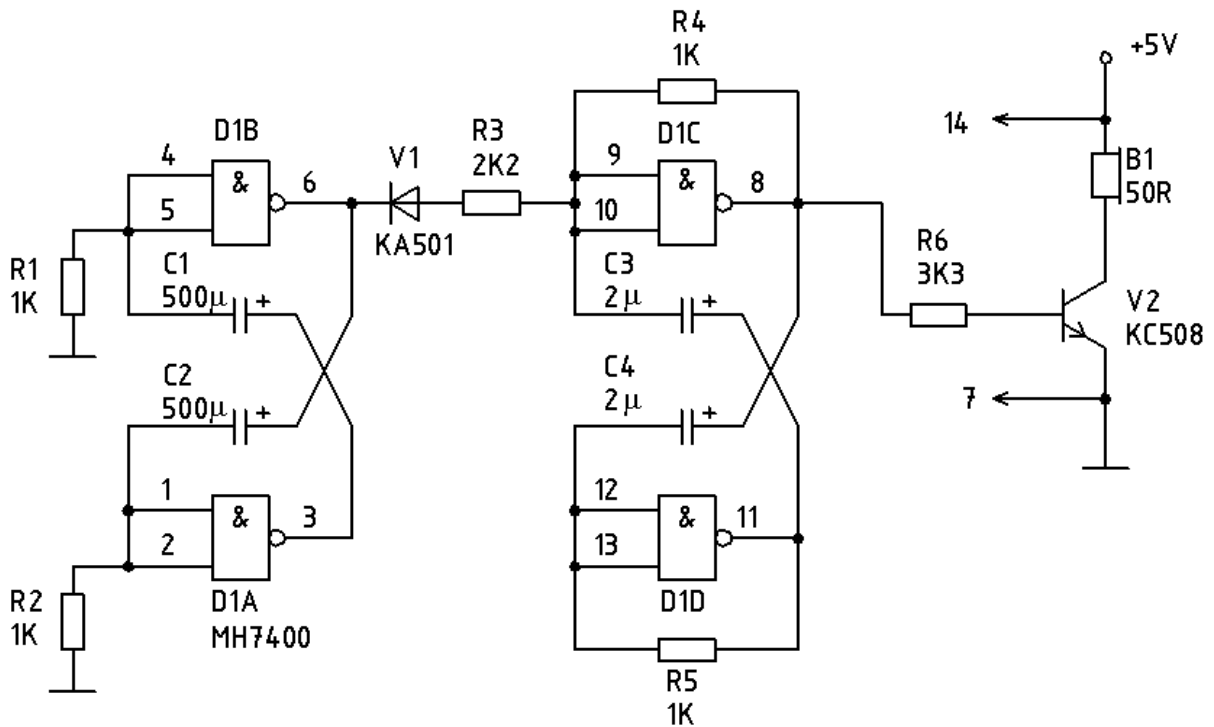 R4
1K
+5V
D1B
V1
R3
2K2
D1C
14
4
&
6
9
&
8
B1
50R
5
10
KA501
R6
3K3
R1
1K
C1
500µ
+
C3
2µ
+
V2
KC508
C2
500µ
+
C4
2µ
+
7
1
&
3
12
&
11
2
13
R2
1K
D1A
MH7400
D1D
R5
1K